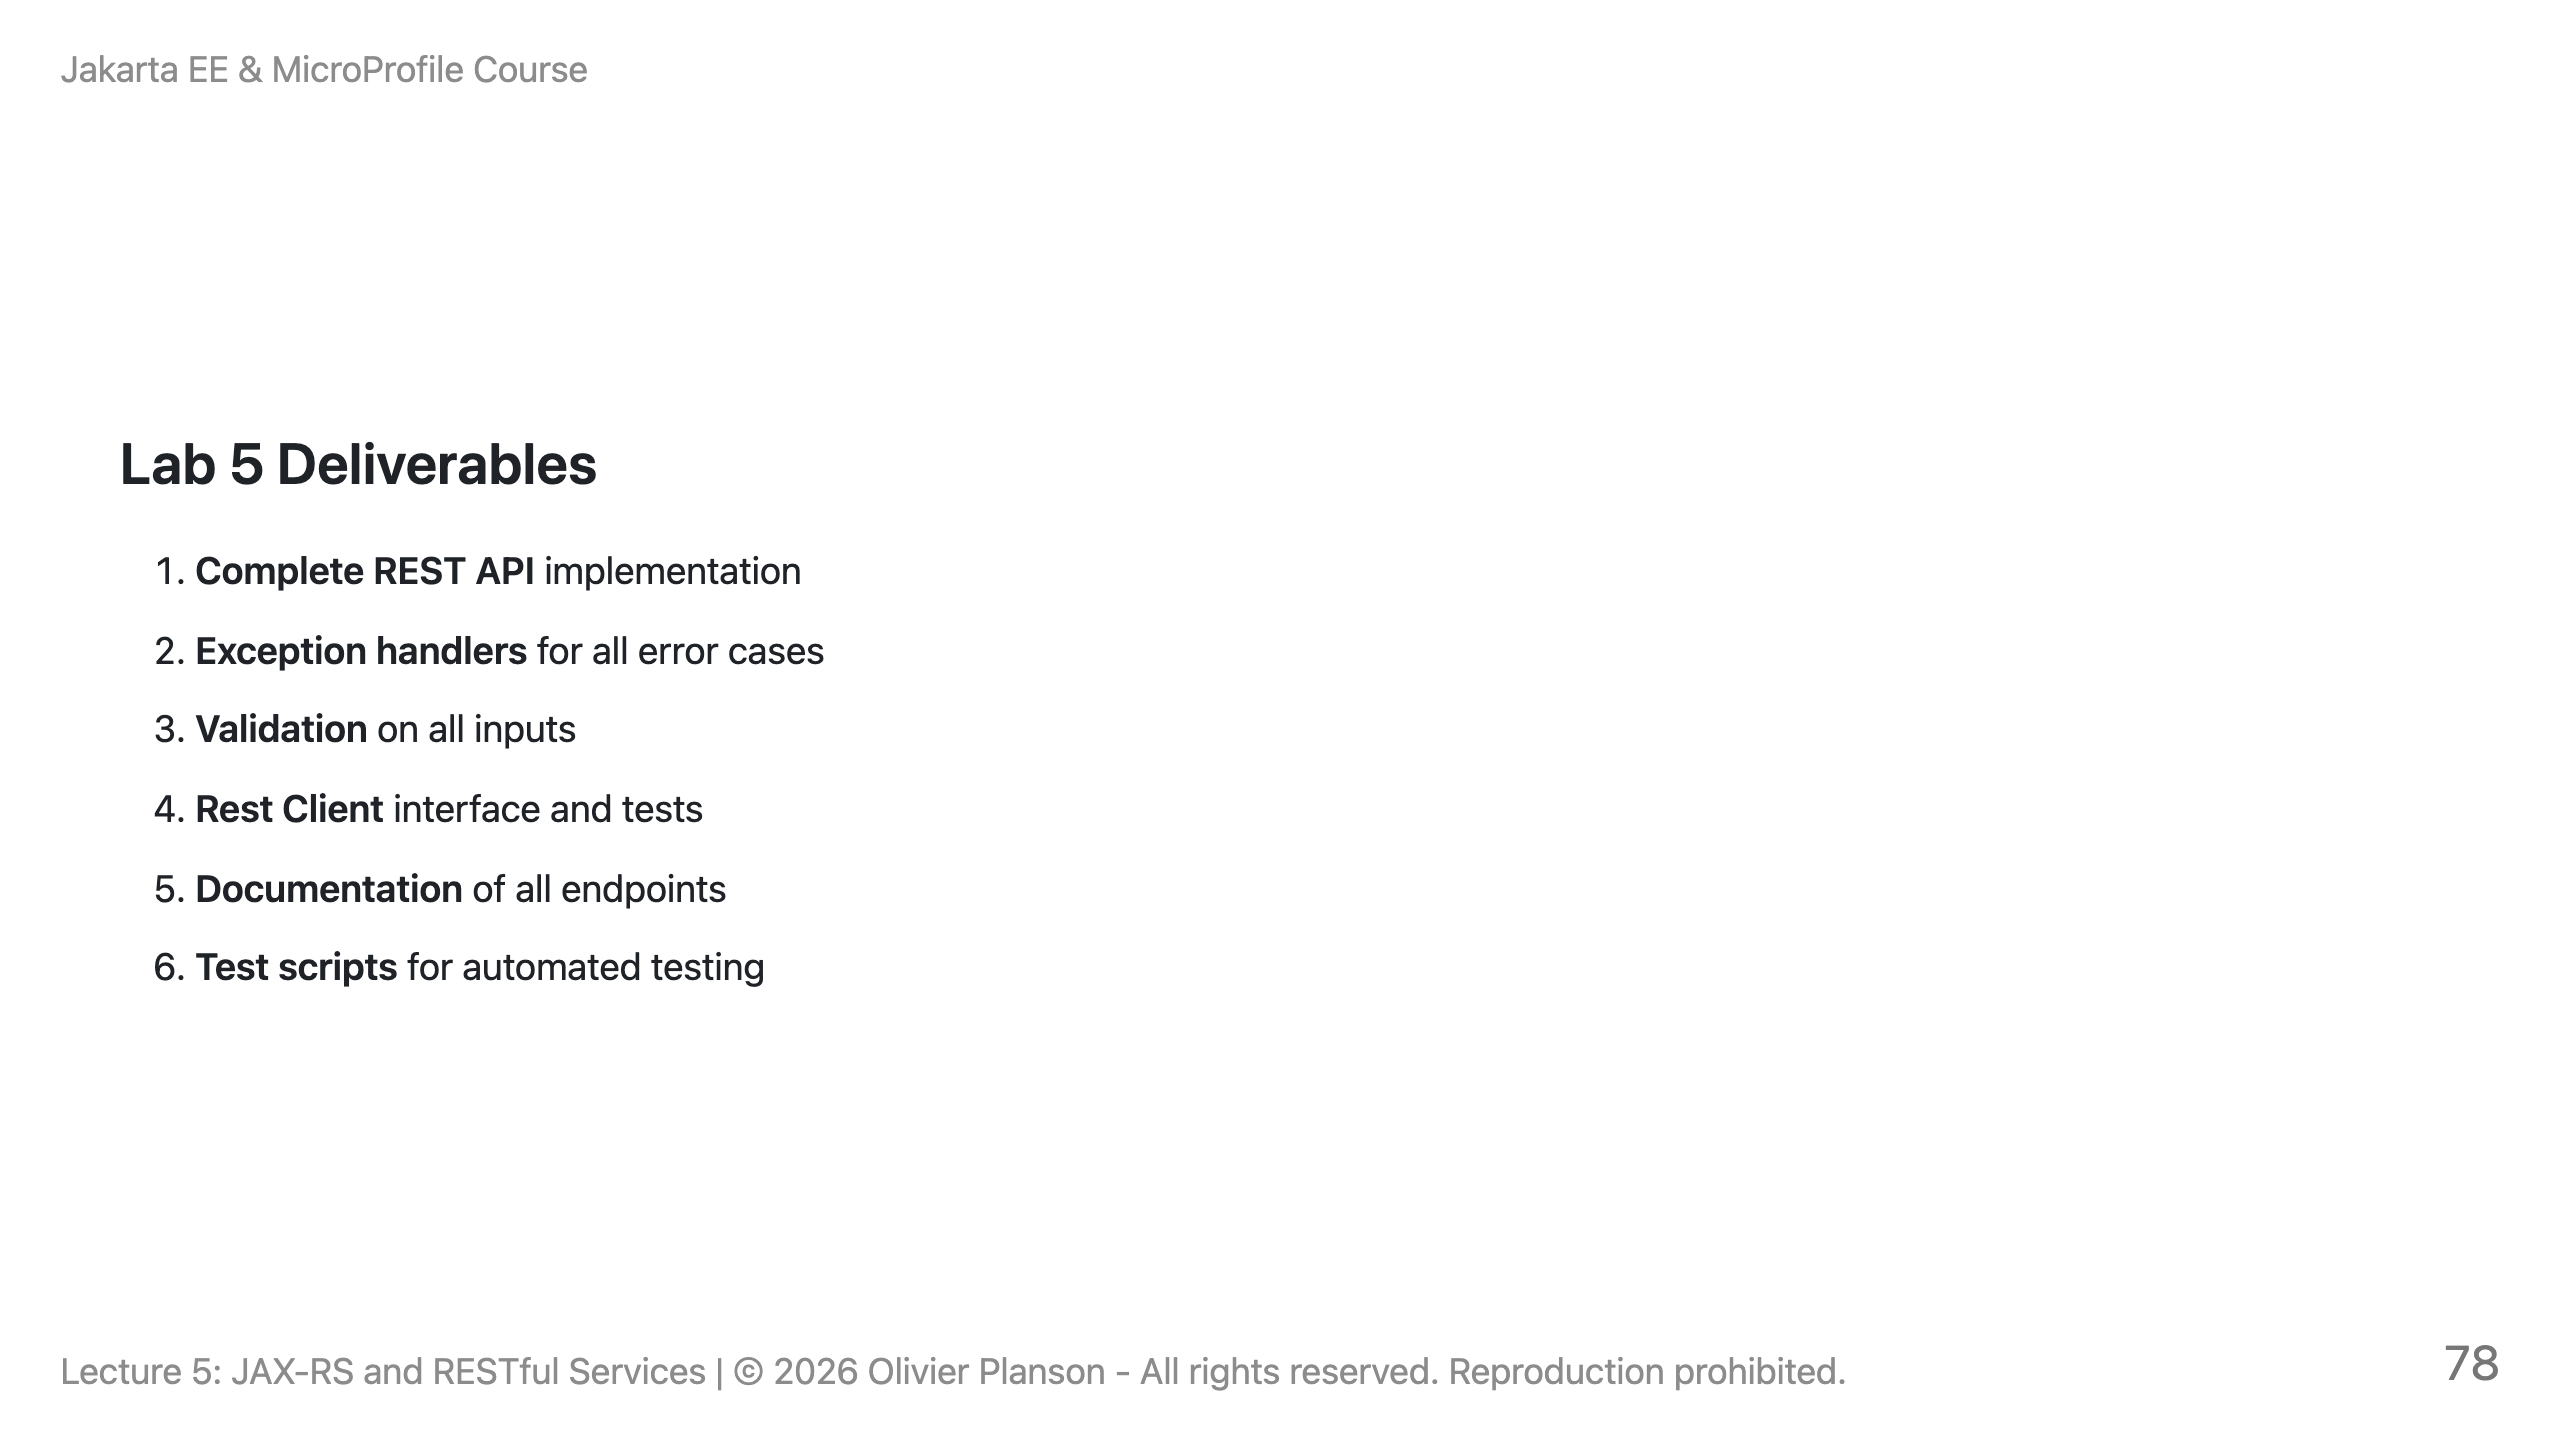 Jakarta EE & MicroProfile Course
Lab 5 Deliverables
1. Complete REST API implementation
2. Exception handlers for all error cases
3. Validation on all inputs
4. Rest Client interface and tests
5. Documentation of all endpoints
6. Test scripts for automated testing
Lecture 5: JAX-RS and RESTful Services | © 2026 Olivier Planson - All rights reserved. Reproduction prohibited.
78